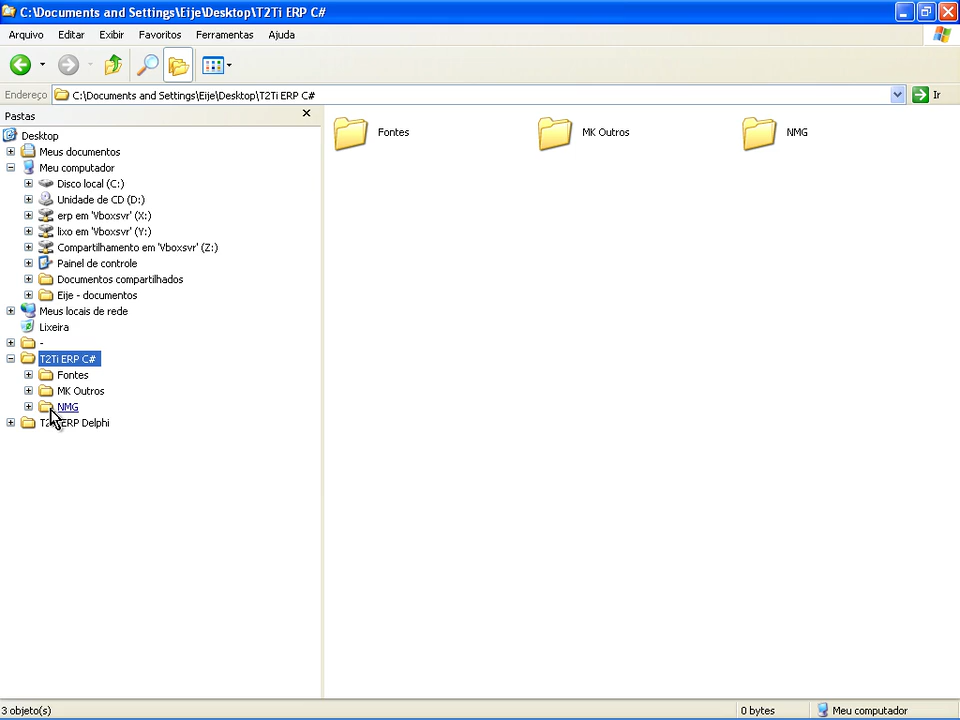 C:\Documents and Settings\Eije\Desktop\T2Ti ERP C#
Arquivo Editar Exibir Favoritos Ferramentas Ajuda
Endereço C:\Documents and Settings\Eije\Desktop\T2Ti ERP C# Ir
Pastas
Desktop
Meus documentos
Meu computador
Disco local (C:)
Unidade de CD (D:)
erp em 'Vboxsvr' (X:)
lixo em 'Vboxsvr' (Y:)
Compartilhamento em 'Vboxsvr' (Z:)
Painel de controle
Documentos compartilhados
Eije - documentos
Meus locais de rede
Lixeira
-
T2Ti ERP C#
Fontes
MK Outros
NMG
ERP Delphi
Fontes
MK Outros
NMG
3 objeto(s)
0 bytes
Meu computador